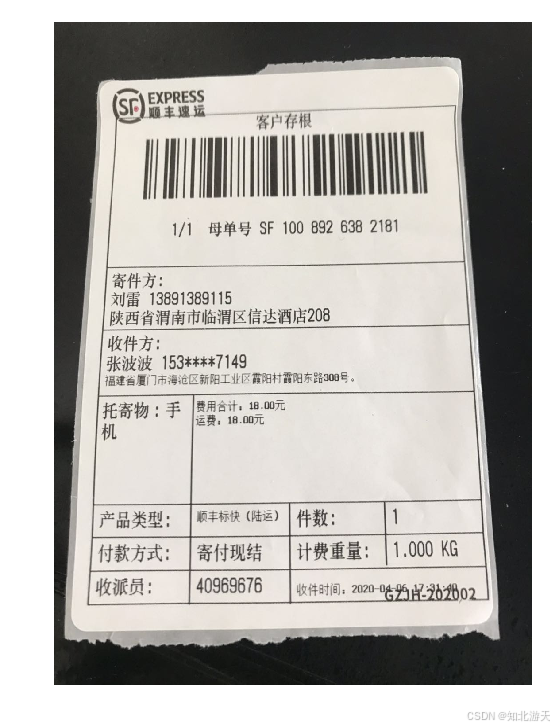 SF EXPRESS
顺丰速运
客户存根
1/1 母单号 SF 100 892 638 2181
寄件方:
刘雷 13891389115
陕西省渭南市临渭区信达酒店208
收件方:
张波波 153****7149
福建省厦门市海沧区新阳工业区霞阳村霞阳东路308号。
托寄物:手
机
费用合计:18.00元
运费:18.00元
产品类型: 顺丰标快(陆运) 件数: 1
付款方式: 寄付现结 计费重量: 1.000 KG
收派员: 40969676 收件时间:2020-04-06 17:31:49
GZJH-202002
CSDN @知北游天